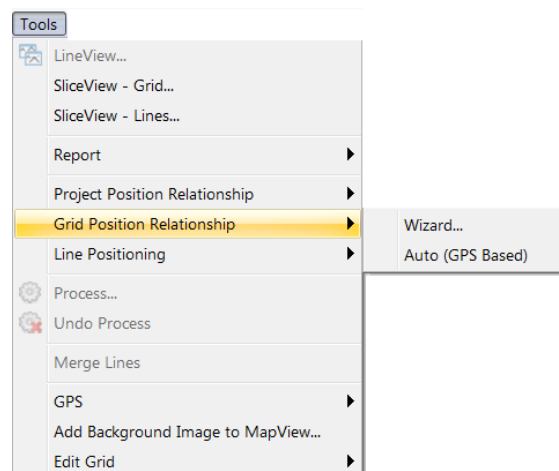 Tools
LineView...
SliceView - Grid...
SliceView - Lines...
Report
Project Position Relationship
Grid Position Relationship
Wizard...
Auto (GPS Based)
Line Positioning
Process...
Undo Process
Merge Lines
GPS
Add Background Image to MapView...
Edit Grid